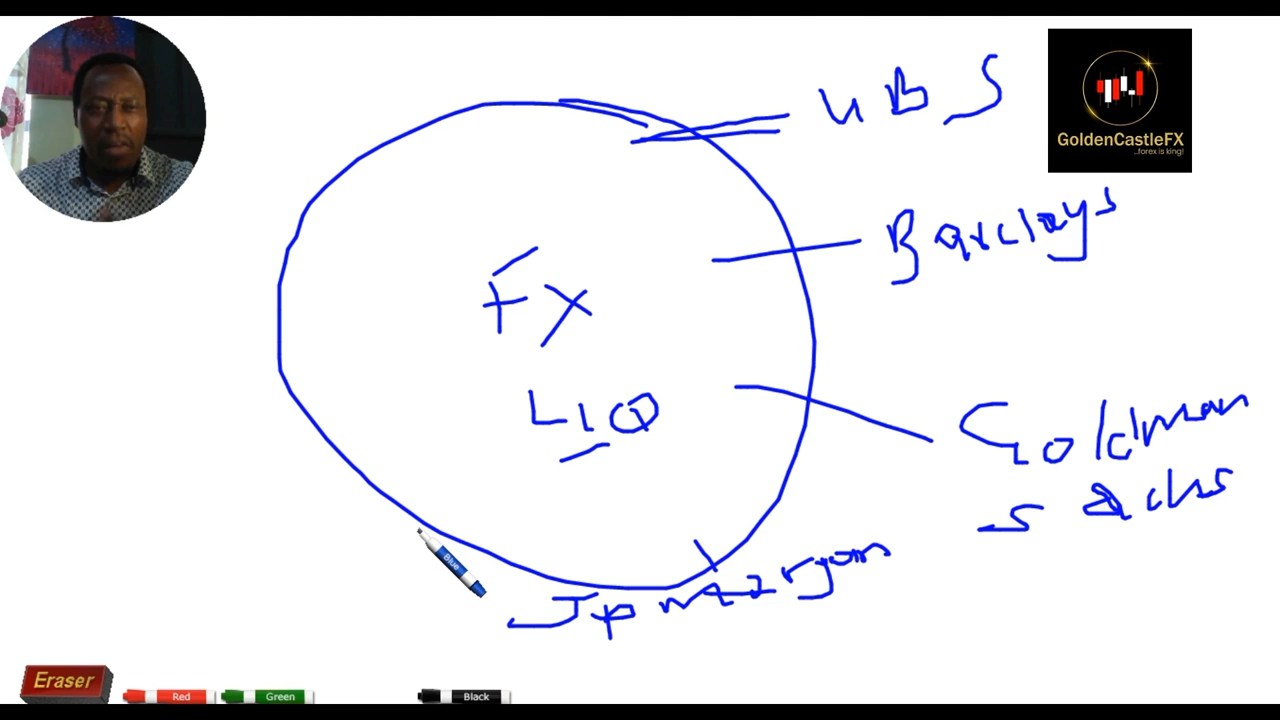 UBS
GoldenCastleFX
...forex is king!
Barclays
FX
LIQ
Goldman
sachs
Jpmorgan
Blue
Eraser
Red
Green
Black